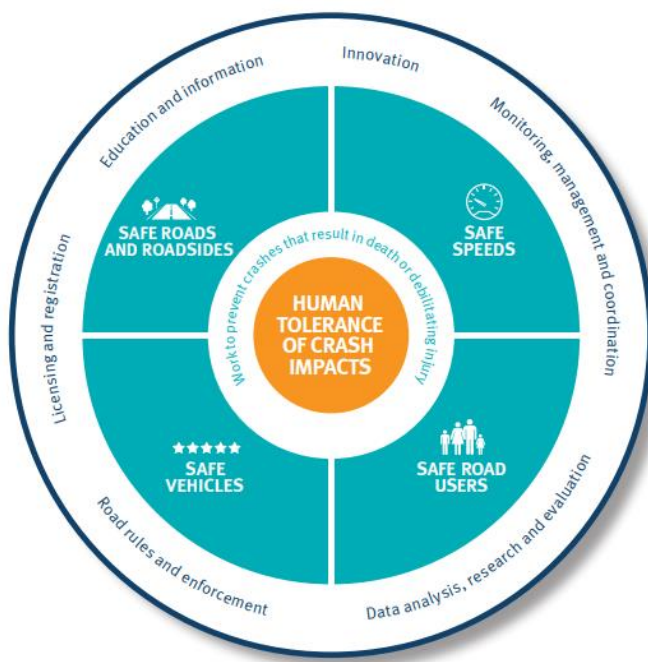 Innovation
Monitoring, management and coordination
Data analysis, research and evaluation
Road rules and enforcement
Licensing and registration
Education and information
SAFE ROADS
AND ROADSIDES
SAFE
SPEEDS
Work to prevent crashes that result in death or debilitating injury
HUMAN
TOLERANCE
OF CRASH
IMPACTS
SAFE
VEHICLES
SAFE ROAD
USERS